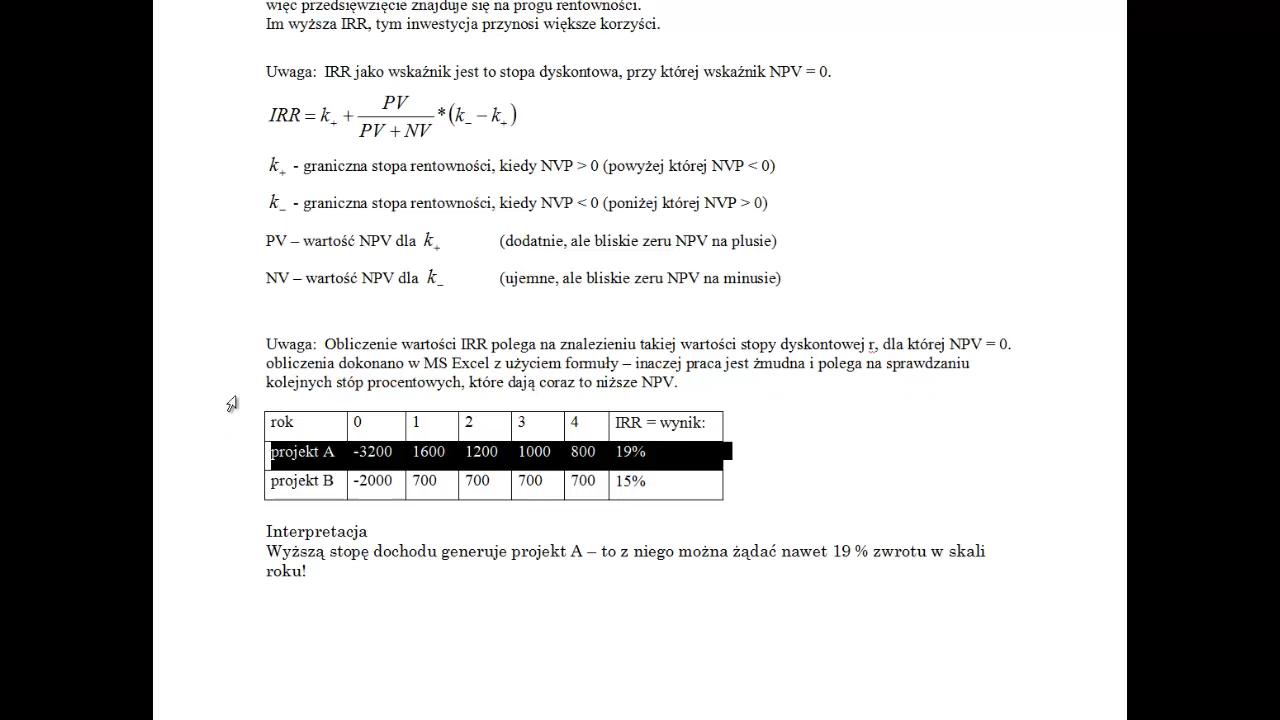 więc przedsięwzięcie znajduje się na progu rentowności.
Im wyższa IRR, tym inwestycja przynosi większe korzyści.
Uwaga: IRR jako wskaźnik jest to stopa dyskontowa, przy której wskaźnik NPV = 0.
IRR = k₊ + PV / (PV + NV) * (k₋ − k₊)
k₊ - graniczna stopa rentowności, kiedy NVP > 0 (powyżej której NVP < 0)
k₋ - graniczna stopa rentowności, kiedy NVP < 0 (poniżej której NVP > 0)
PV – wartość NPV dla k₊ (dodatnie, ale bliskie zeru NPV na plusie)
NV – wartość NPV dla k₋ (ujemne, ale bliskie zeru NPV na minusie)
Uwaga: Obliczenie wartości IRR polega na znalezieniu takiej wartości stopy dyskontowej r, dla której NPV = 0.
obliczenia dokonano w MS Excel z użyciem formuły – inaczej praca jest żmudna i polega na sprawdzaniu
kolejnych stóp procentowych, które dają coraz to niższe NPV.
rok 0 1 2 3 4 IRR = wynik:
projekt A -3200 1600 1200 1000 800 19%
projekt B -2000 700 700 700 700 15%
Interpretacja
Wyższą stopę dochodu generuje projekt A – to z niego można żądać nawet 19 % zwrotu w skali
roku!